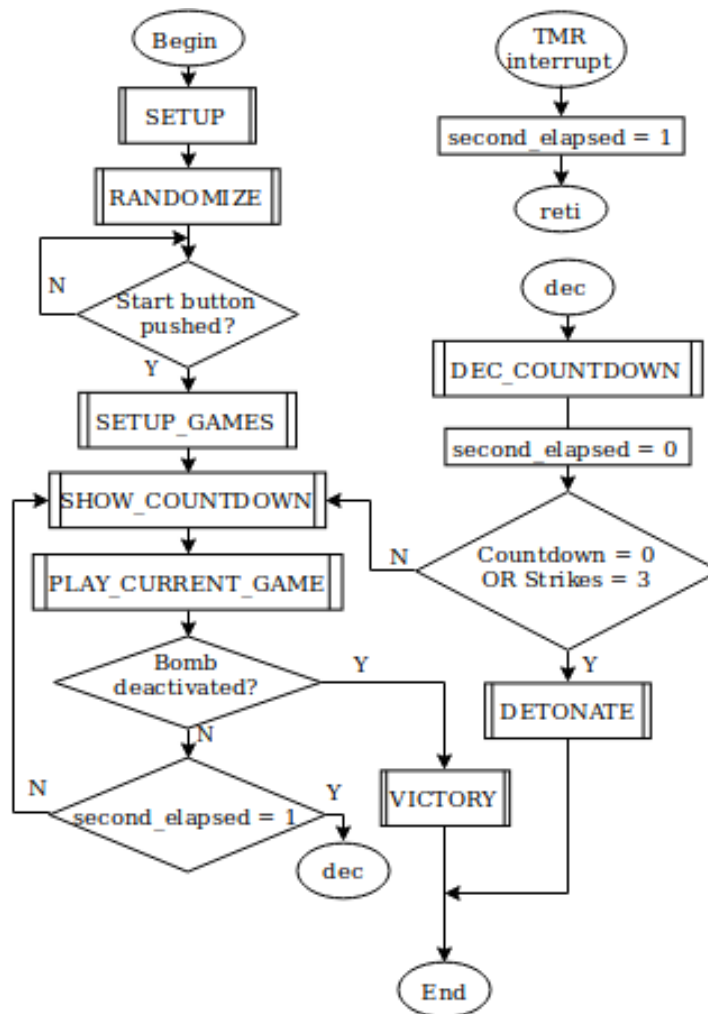 Begin
SETUP
RANDOMIZE
N
Start button
pushed?
Y
SETUP_GAMES
SHOW_COUNTDOWN
PLAY_CURRENT_GAME
Bomb
deactivated?
Y
N
N
second_elapsed = 1
Y
dec
VICTORY
TMR
interrupt
second_elapsed = 1
reti
dec
DEC_COUNTDOWN
second_elapsed = 0
N
Countdown = 0
OR Strikes = 3
Y
DETONATE
End